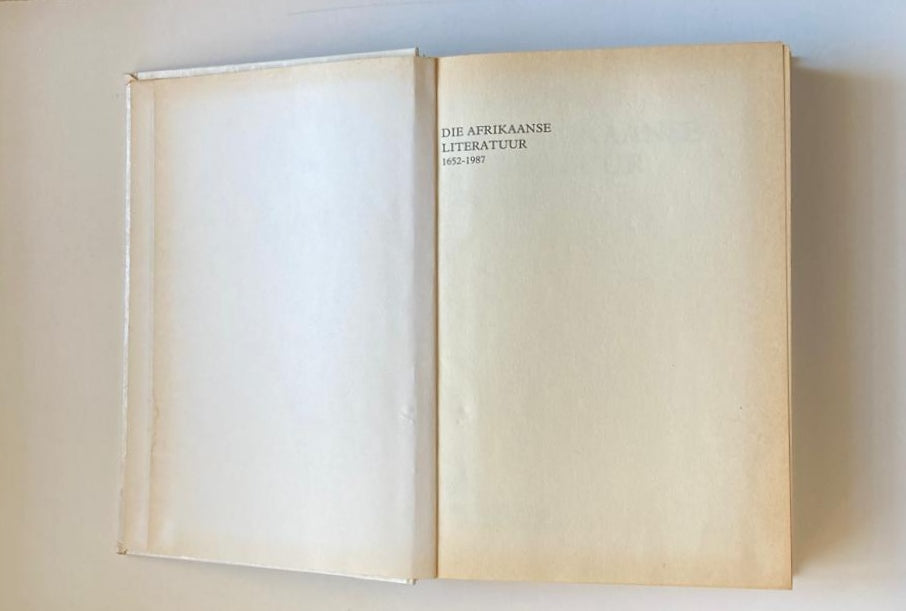 DIE AFRIKAANSE
LITERATUUR
1652-1987